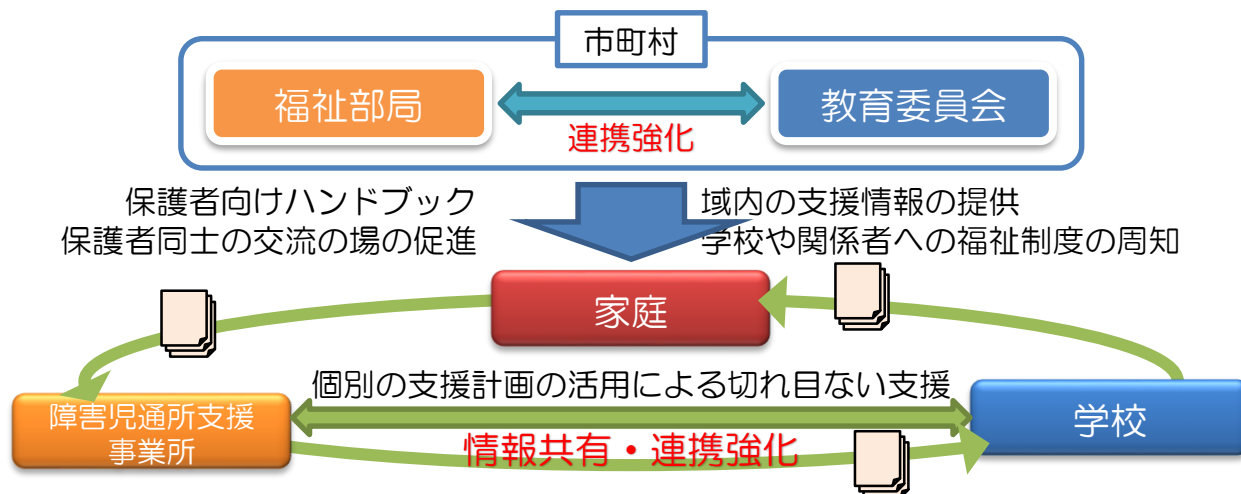 市町村
福祉部局
教育委員会
連携強化
保護者向けハンドブック
保護者同士の交流の場の促進
域内の支援情報の提供
学校や関係者への福祉制度の周知
家庭
個別の支援計画の活用による切れ目ない支援
障害児通所支援
事業所
学校
情報共有・連携強化